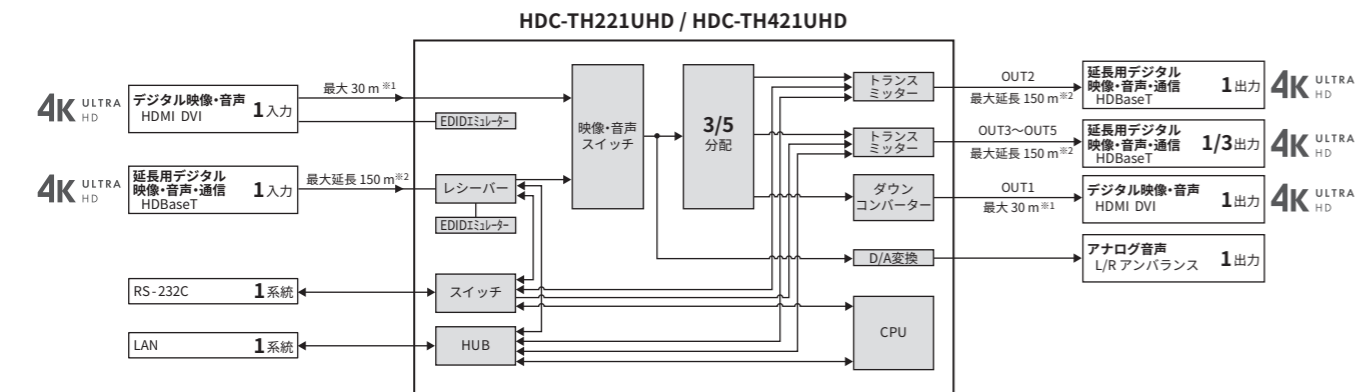 HDC-TH221UHD / HDC-TH421UHD
4K ULTRA HD
デジタル映像・音声
HDMI DVI
1入力
最大 30 m ※1
EDIDエミュレーター
4K ULTRA HD
延長用デジタル
映像・音声・通信
HDBaseT
1入力
最大延長 150 m※2
レシーバー
EDIDエミュレーター
RS-232C 1系統
スイッチ
LAN 1系統
HUB
映像・音声
スイッチ
3/5
分配
トランス
ミッター
トランス
ミッター
ダウン
コンバーター
D/A変換
CPU
OUT2
最大延長 150 m※2
延長用デジタル
映像・音声・通信
HDBaseT
1出力
4K ULTRA HD
OUT3～OUT5
最大延長 150 m※2
延長用デジタル
映像・音声・通信
HDBaseT
1/3出力
4K ULTRA HD
OUT1
最大 30 m※1
デジタル映像・音声
HDMI DVI
1出力
4K ULTRA HD
アナログ音声
L/R アンバランス
1出力